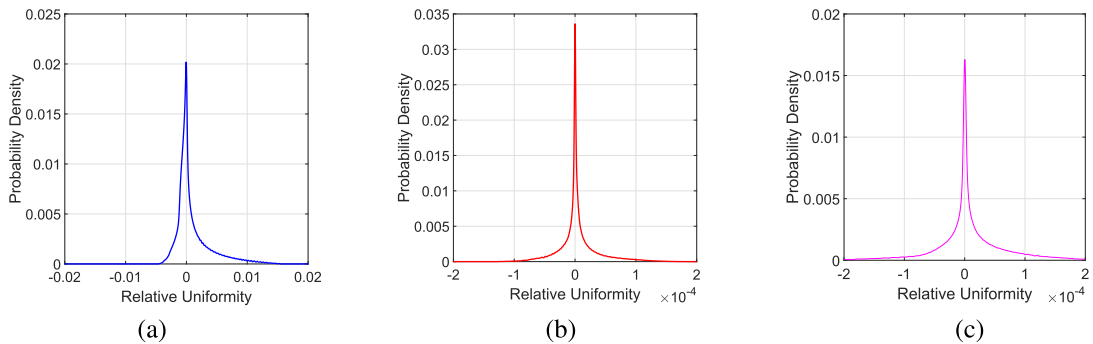 0.025
0.02
0.015
0.01
0.005
0
-0.02 -0.01 0 0.01 0.02
Probability Density
Relative Uniformity
(a)
0.035
0.03
0.025
0.02
0.015
0.01
0.005
0
-2 -1 0 1 2
Probability Density
Relative Uniformity ×10-4
(b)
0.02
0.015
0.01
0.005
0
-2 -1 0 1 2
Probability Density
Relative Uniformity ×10-4
(c)